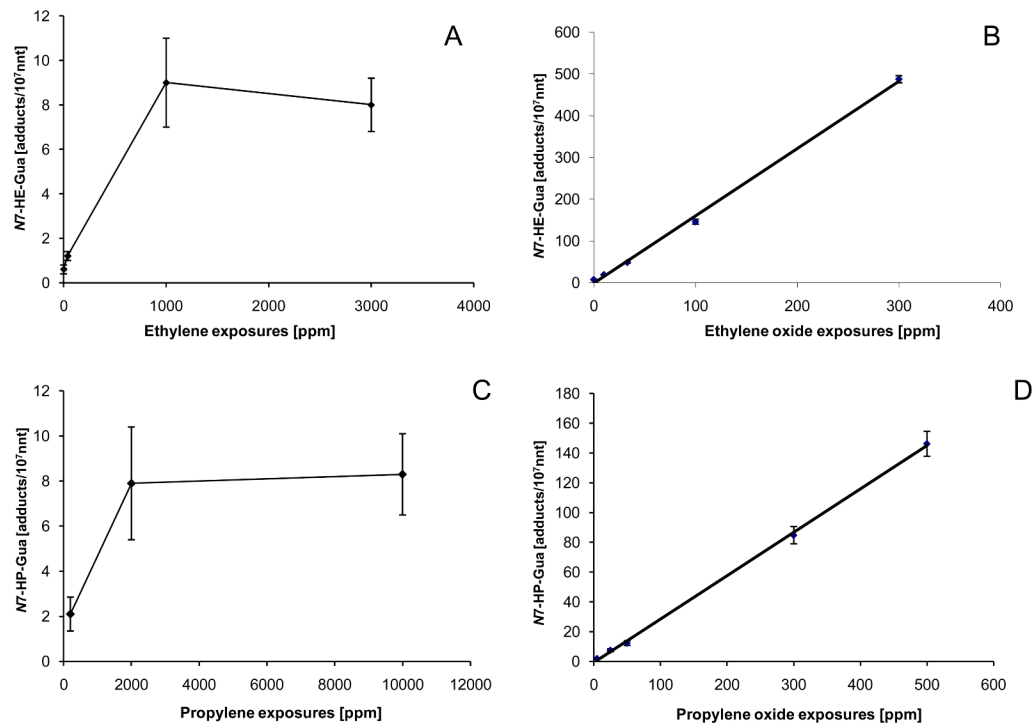 A
N7-HE-Gua [adducts/10⁷nnt]
12
10
8
6
4
2
0
0 1000 2000 3000 4000
Ethylene exposures [ppm]
B
N7-HE-Gua [adducts/10⁷nnt]
600
500
400
300
200
100
0
0 100 200 300 400
Ethylene oxide exposures [ppm]
C
N7-HP-Gua [adducts/10⁷nnt]
12
10
8
6
4
2
0
0 2000 4000 6000 8000 10000 12000
Propylene exposures [ppm]
D
N7-HP-Gua [adducts/10⁷nnt]
180
160
140
120
100
80
60
40
20
0
0 100 200 300 400 500 600
Propylene oxide exposures [ppm]